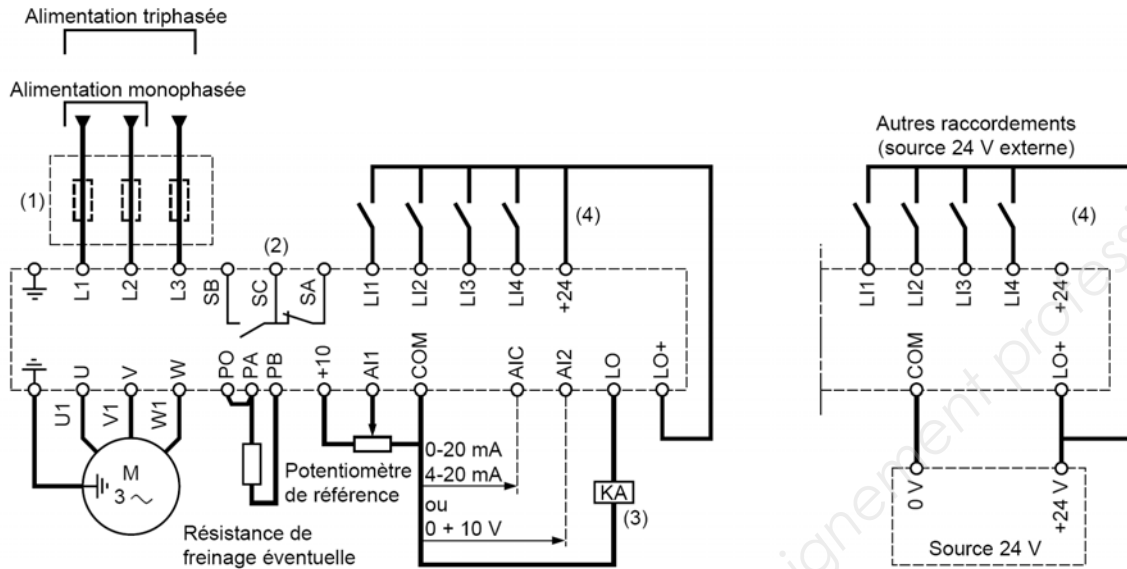 Alimentation triphasée
Alimentation monophasée
(1)
(2)
(4)
L1 L2 L3 SB SC SA LI1 LI2 LI3 LI4 +24
U V W PO PA PB +10 AI1 COM AIC AI2 LO LO+
U1 V1 W1
M
3 ~
Potentiomètre
de référence
Résistance de
freinage éventuelle
0-20 mA
4-20 mA
ou
0 + 10 V
KA
(3)
Autres raccordements
(source 24 V externe)
(4)
LI1 LI2 LI3 LI4 +24
COM LO+
0 V +24 V
Source 24 V
ignement professi